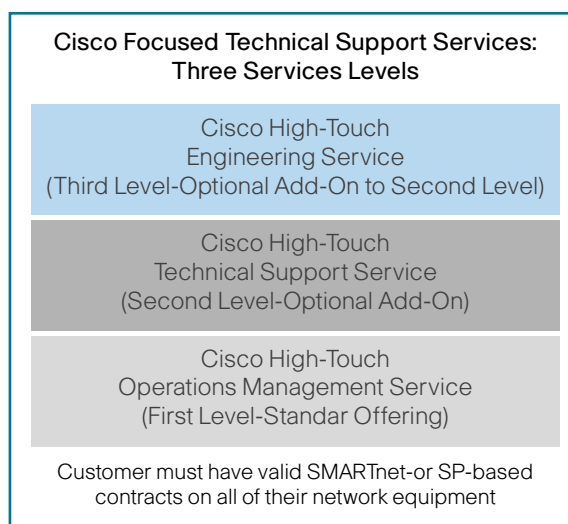 Cisco Focused Technical Support Services:
Three Services Levels
Cisco High-Touch
Engineering Service
(Third Level-Optional Add-On to Second Level)
Cisco High-Touch
Technical Support Service
(Second Level-Optional Add-On)
Cisco High-Touch
Operations Management Service
(First Level-Standar Offering)
Customer must have valid SMARTnet-or SP-based
contracts on all of their network equipment